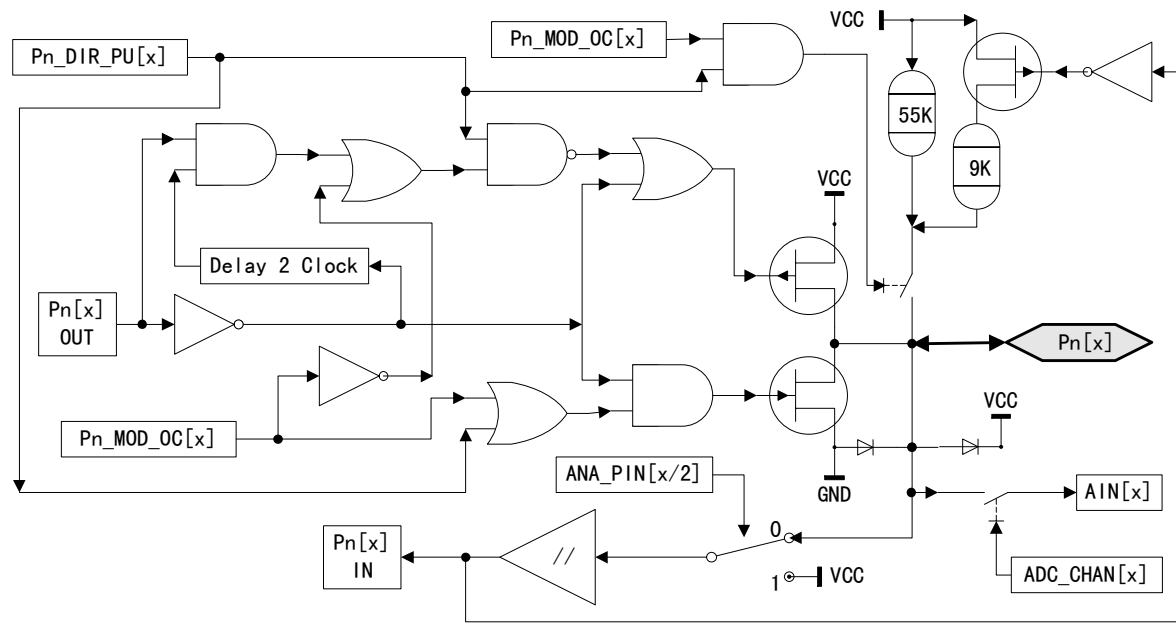 Pn_MOD_OC[x]
VCC
Pn_DIR_PU[x]
55K
9K
VCC
Delay 2 Clock
Pn[x]
OUT
Pn[x]
VCC
Pn_MOD_OC[x]
ANA_PIN[x/2]
GND
AIN[x]
0
Pn[x]
IN
//
1
VCC
ADC_CHAN[x]